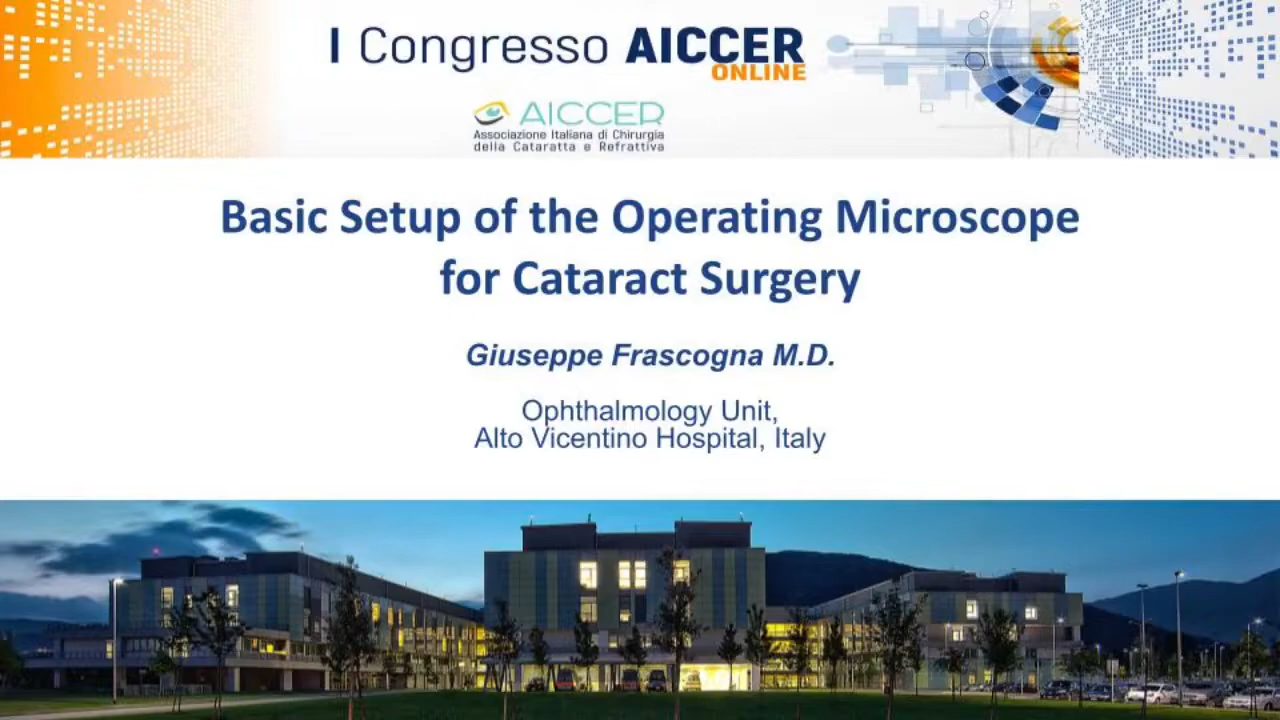 I Congresso AICCER
ONLINE
AICCER
Associazione Italiana di Chirurgia
della Cataratta e Refrattiva
Basic Setup of the Operating Microscope
for Cataract Surgery
Giuseppe Frascogna M.D.
Ophthalmology Unit,
Alto Vicentino Hospital, Italy